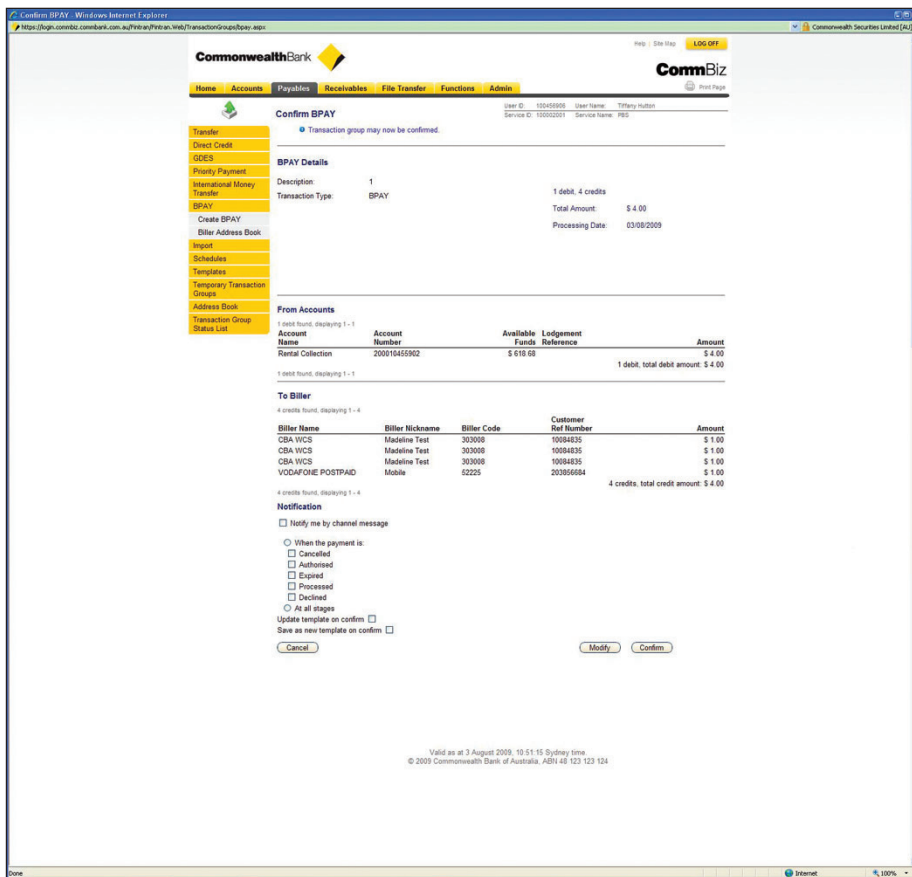 Confirm BPAY - Windows Internet Explorer
https://login.commbiz.commbank.com.au/Pintran/Pintran.Web/TransactionGroups/bpay.aspx
Commonwealth Securities Limited [AU]
CommonwealthBank
Help | Site Map
LOG OFF
CommBiz
Home Accounts Payables Receivables File Transfer Functions Admin
Print Page
User ID: 100456906 User Name: Tiffany Hutton
Service ID: 100002001 Service Name: PBS
Confirm BPAY
Transaction group may now be confirmed.
Transfer
Direct Credit
GDES
Priority Payment
International Money
Transfer
BPAY
Create BPAY
Biller Address Book
Import
Schedules
Templates
Temporary Transaction
Groups
Address Book
Transaction Group
Status List
BPAY Details
Description: 1
Transaction Type: BPAY
1 debit, 4 credits
Total Amount: $ 4.00
Processing Date: 03/08/2009
From Accounts
1 debit found, displaying 1 - 1
Account Account Available Lodgement
Name Number Funds Reference Amount
Rental Collection 200010455902 $ 618.68 $ 4.00
1 debit, total debit amount: $ 4.00
1 debit found, displaying 1 - 1
To Biller
4 credits found, displaying 1 - 4
Customer
Biller Name Biller Nickname Biller Code Ref Number Amount
CBA WCS Madeline Test 303008 10084835 $ 1.00
CBA WCS Madeline Test 303008 10084835 $ 1.00
CBA WCS Madeline Test 303008 10084835 $ 1.00
VODAFONE POSTPAID Mobile 52225 203856684 $ 1.00
4 credits, total credit amount: $ 4.00
4 credits found, displaying 1 - 4
Notification
Notify me by channel message
When the payment is:
Cancelled
Authorised
Expired
Processed
Declined
At all stages
Update template on confirm
Save as new template on confirm
Cancel Modify Confirm
Valid as at 3 August 2009, 10:51:15 Sydney time
© 2009 Commonwealth Bank of Australia, ABN 48 123 123 124
Done Internet 100%